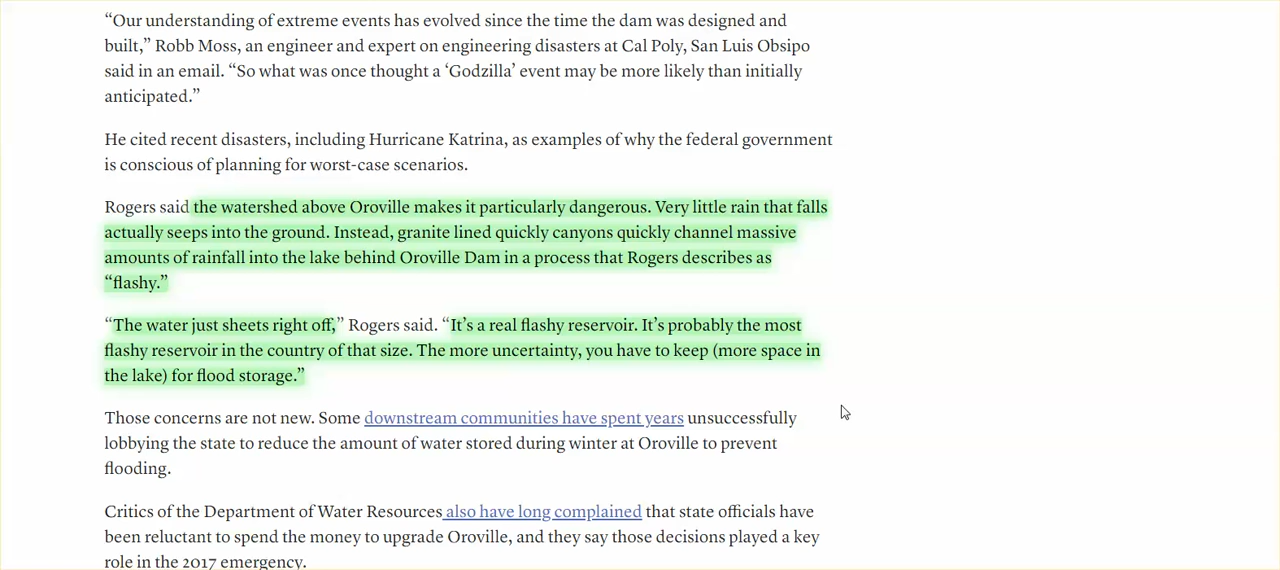 “Our understanding of extreme events has evolved since the time the dam was designed and
built,” Robb Moss, an engineer and expert on engineering disasters at Cal Poly, San Luis Obsipo
said in an email. “So what was once thought a ‘Godzilla’ event may be more likely than initially
anticipated.”
He cited recent disasters, including Hurricane Katrina, as examples of why the federal government
is conscious of planning for worst-case scenarios.
Rogers said the watershed above Oroville makes it particularly dangerous. Very little rain that falls
actually seeps into the ground. Instead, granite lined quickly canyons quickly channel massive
amounts of rainfall into the lake behind Oroville Dam in a process that Rogers describes as
“flashy.”
“The water just sheets right off,” Rogers said. “It’s a real flashy reservoir. It’s probably the most
flashy reservoir in the country of that size. The more uncertainty, you have to keep (more space in
the lake) for flood storage.”
Those concerns are not new. Some downstream communities have spent years unsuccessfully
lobbying the state to reduce the amount of water stored during winter at Oroville to prevent
flooding.
Critics of the Department of Water Resources also have long complained that state officials have
been reluctant to spend the money to upgrade Oroville, and they say those decisions played a key
role in the 2017 emergency.